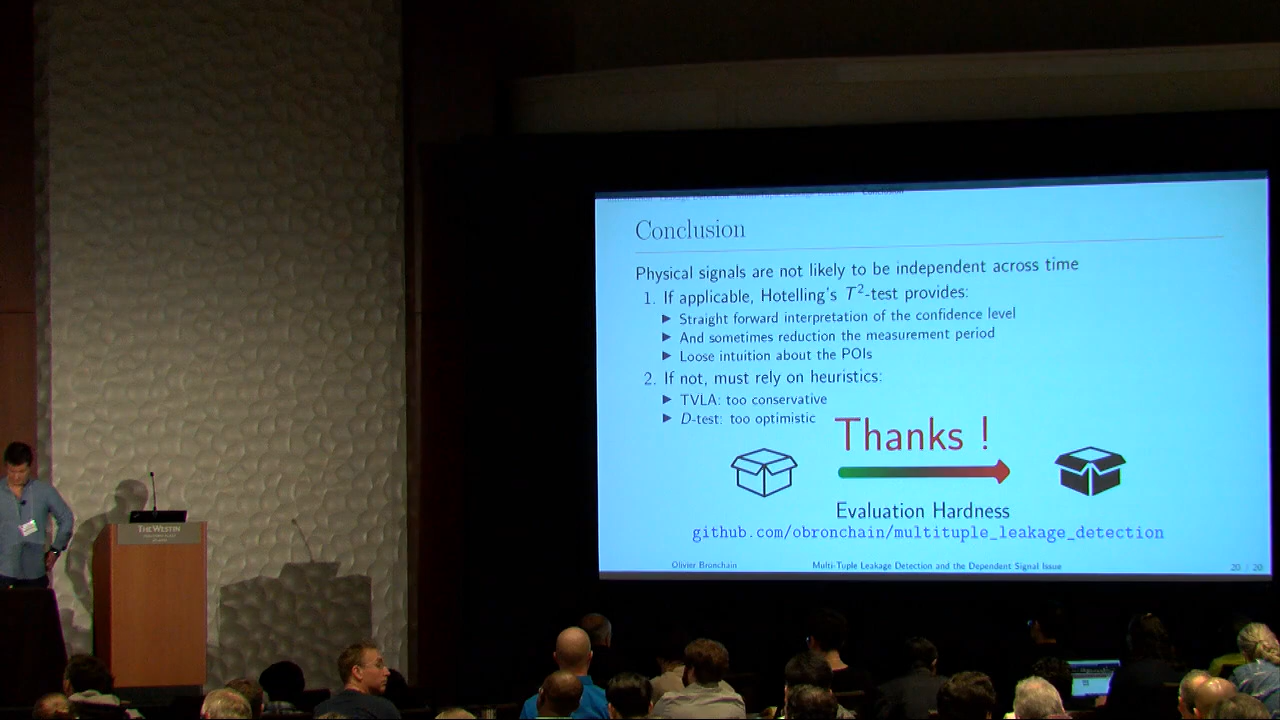 Conclusion
Conclusion
Physical signals are not likely to be independent across time
1. If applicable, Hotelling's T²-test provides:
▶ Straight forward interpretation of the confidence level
▶ And sometimes reduction the measurement period
▶ Loose intuition about the POIs
2. If not, must rely on heuristics:
▶ TVLA: too conservative
▶ D-test: too optimistic
Thanks !
Evaluation Hardness
github.com/obronchain/multituple_leakage_detection
Olivier Bronchain Multi-Tuple Leakage Detection and the Dependent Signal Issue 20 / 20
THE WESTIN